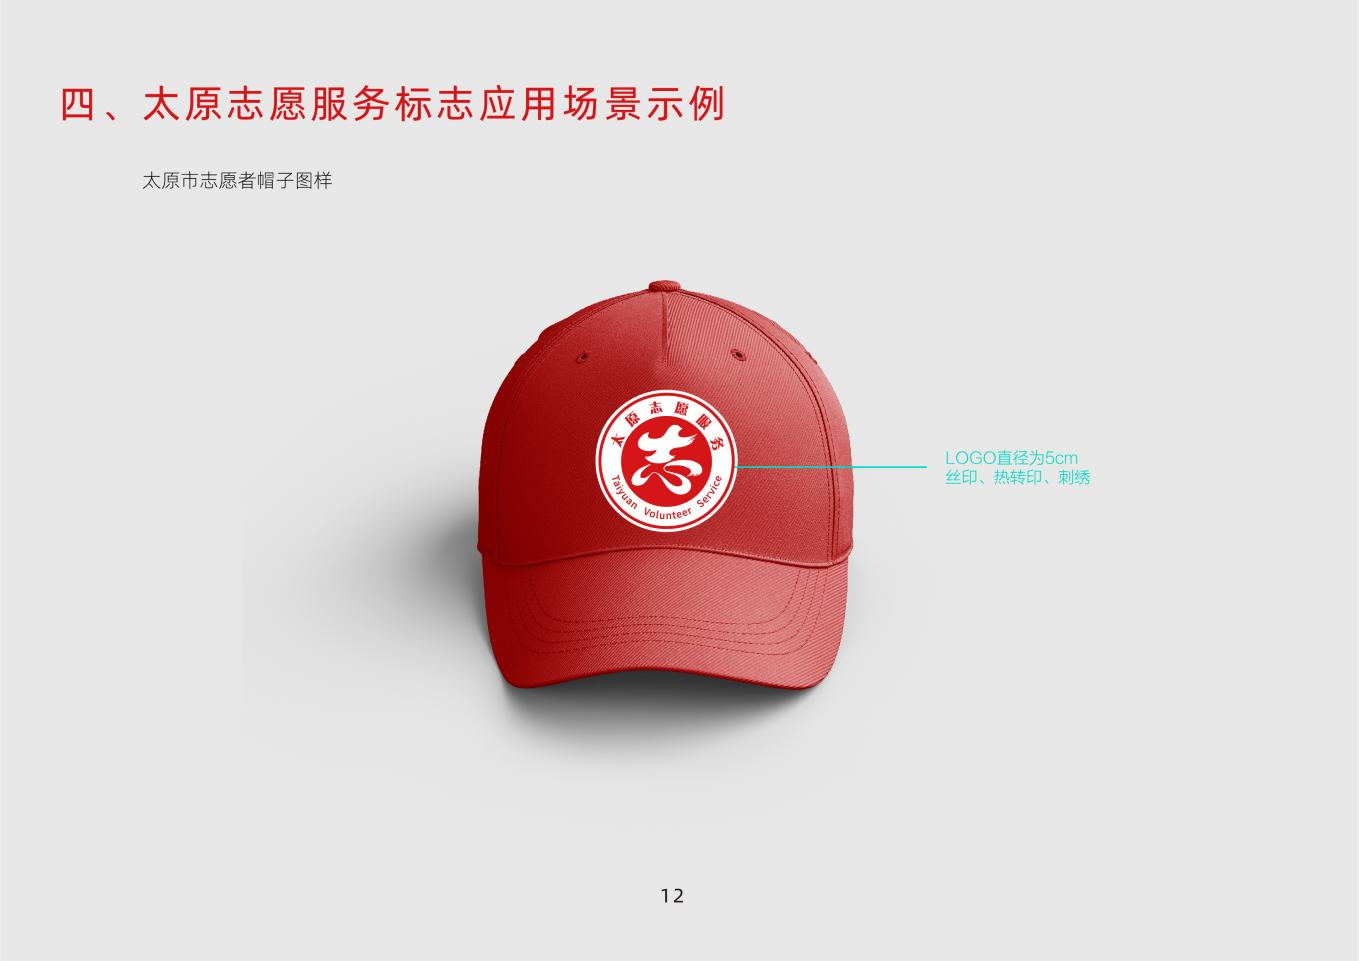 四、太原志愿服务标志应用场景示例
太原市志愿者帽子图样
太原志愿服务
Taiyuan Volunteer Service
LOGO直径为5cm
丝印、热转印、刺绣
12